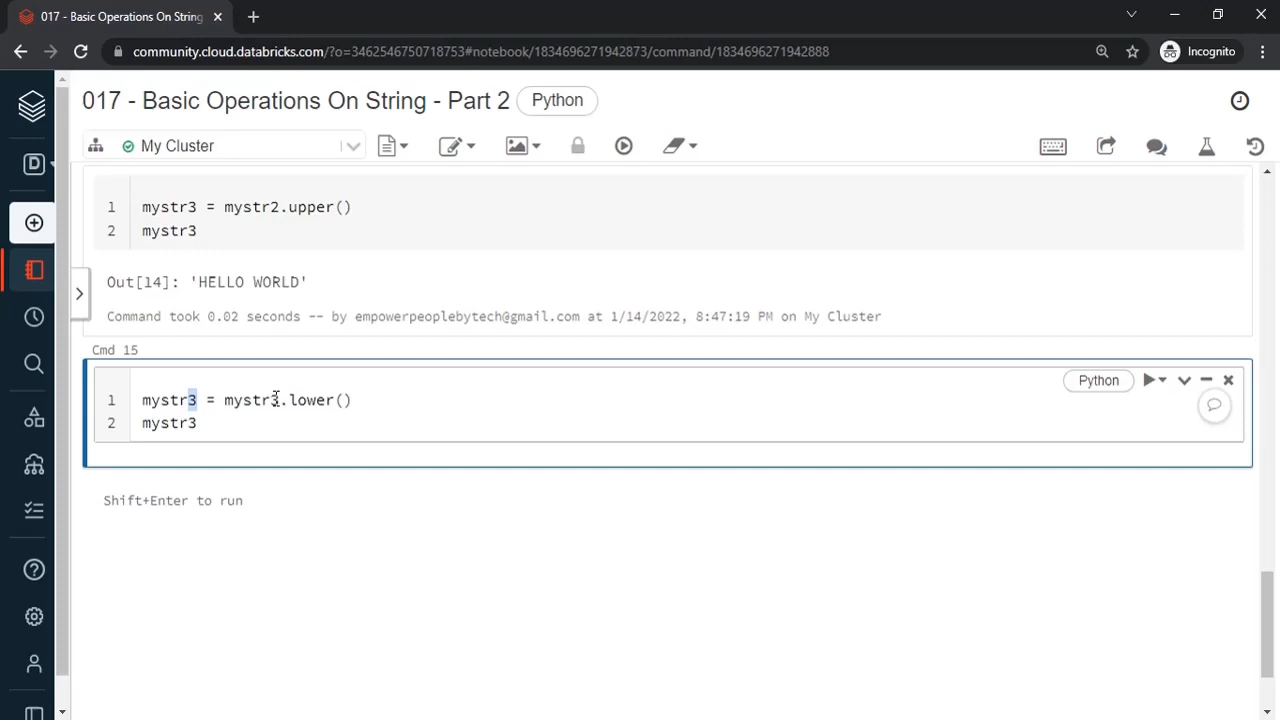 017 - Basic Operations On String
community.cloud.databricks.com/?o=3462546750718753#notebook/1834696271942873/command/1834696271942888
Incognito
017 - Basic Operations On String - Part 2 Python
My Cluster
D
1 mystr3 = mystr2.upper()
2 mystr3
Out[14]: 'HELLO WORLD'
Command took 0.02 seconds -- by empowerpeoplebytech@gmail.com at 1/14/2022, 8:47:19 PM on My Cluster
Cmd 15
Python
1 mystr3 = mystr3.lower()
2 mystr3
Shift+Enter to run